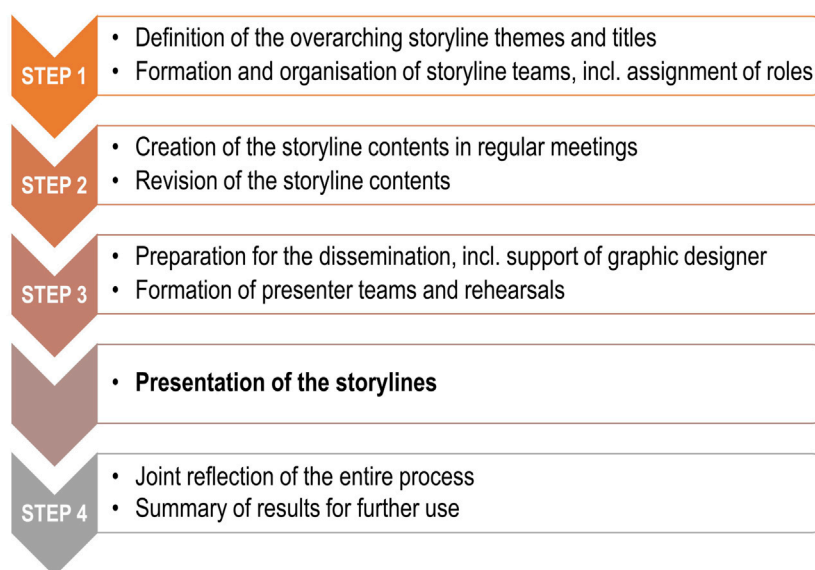 STEP 1
• Definition of the overarching storyline themes and titles
• Formation and organisation of storyline teams, incl. assignment of roles
STEP 2
• Creation of the storyline contents in regular meetings
• Revision of the storyline contents
STEP 3
• Preparation for the dissemination, incl. support of graphic designer
• Formation of presenter teams and rehearsals
• Presentation of the storylines
STEP 4
• Joint reflection of the entire process
• Summary of results for further use